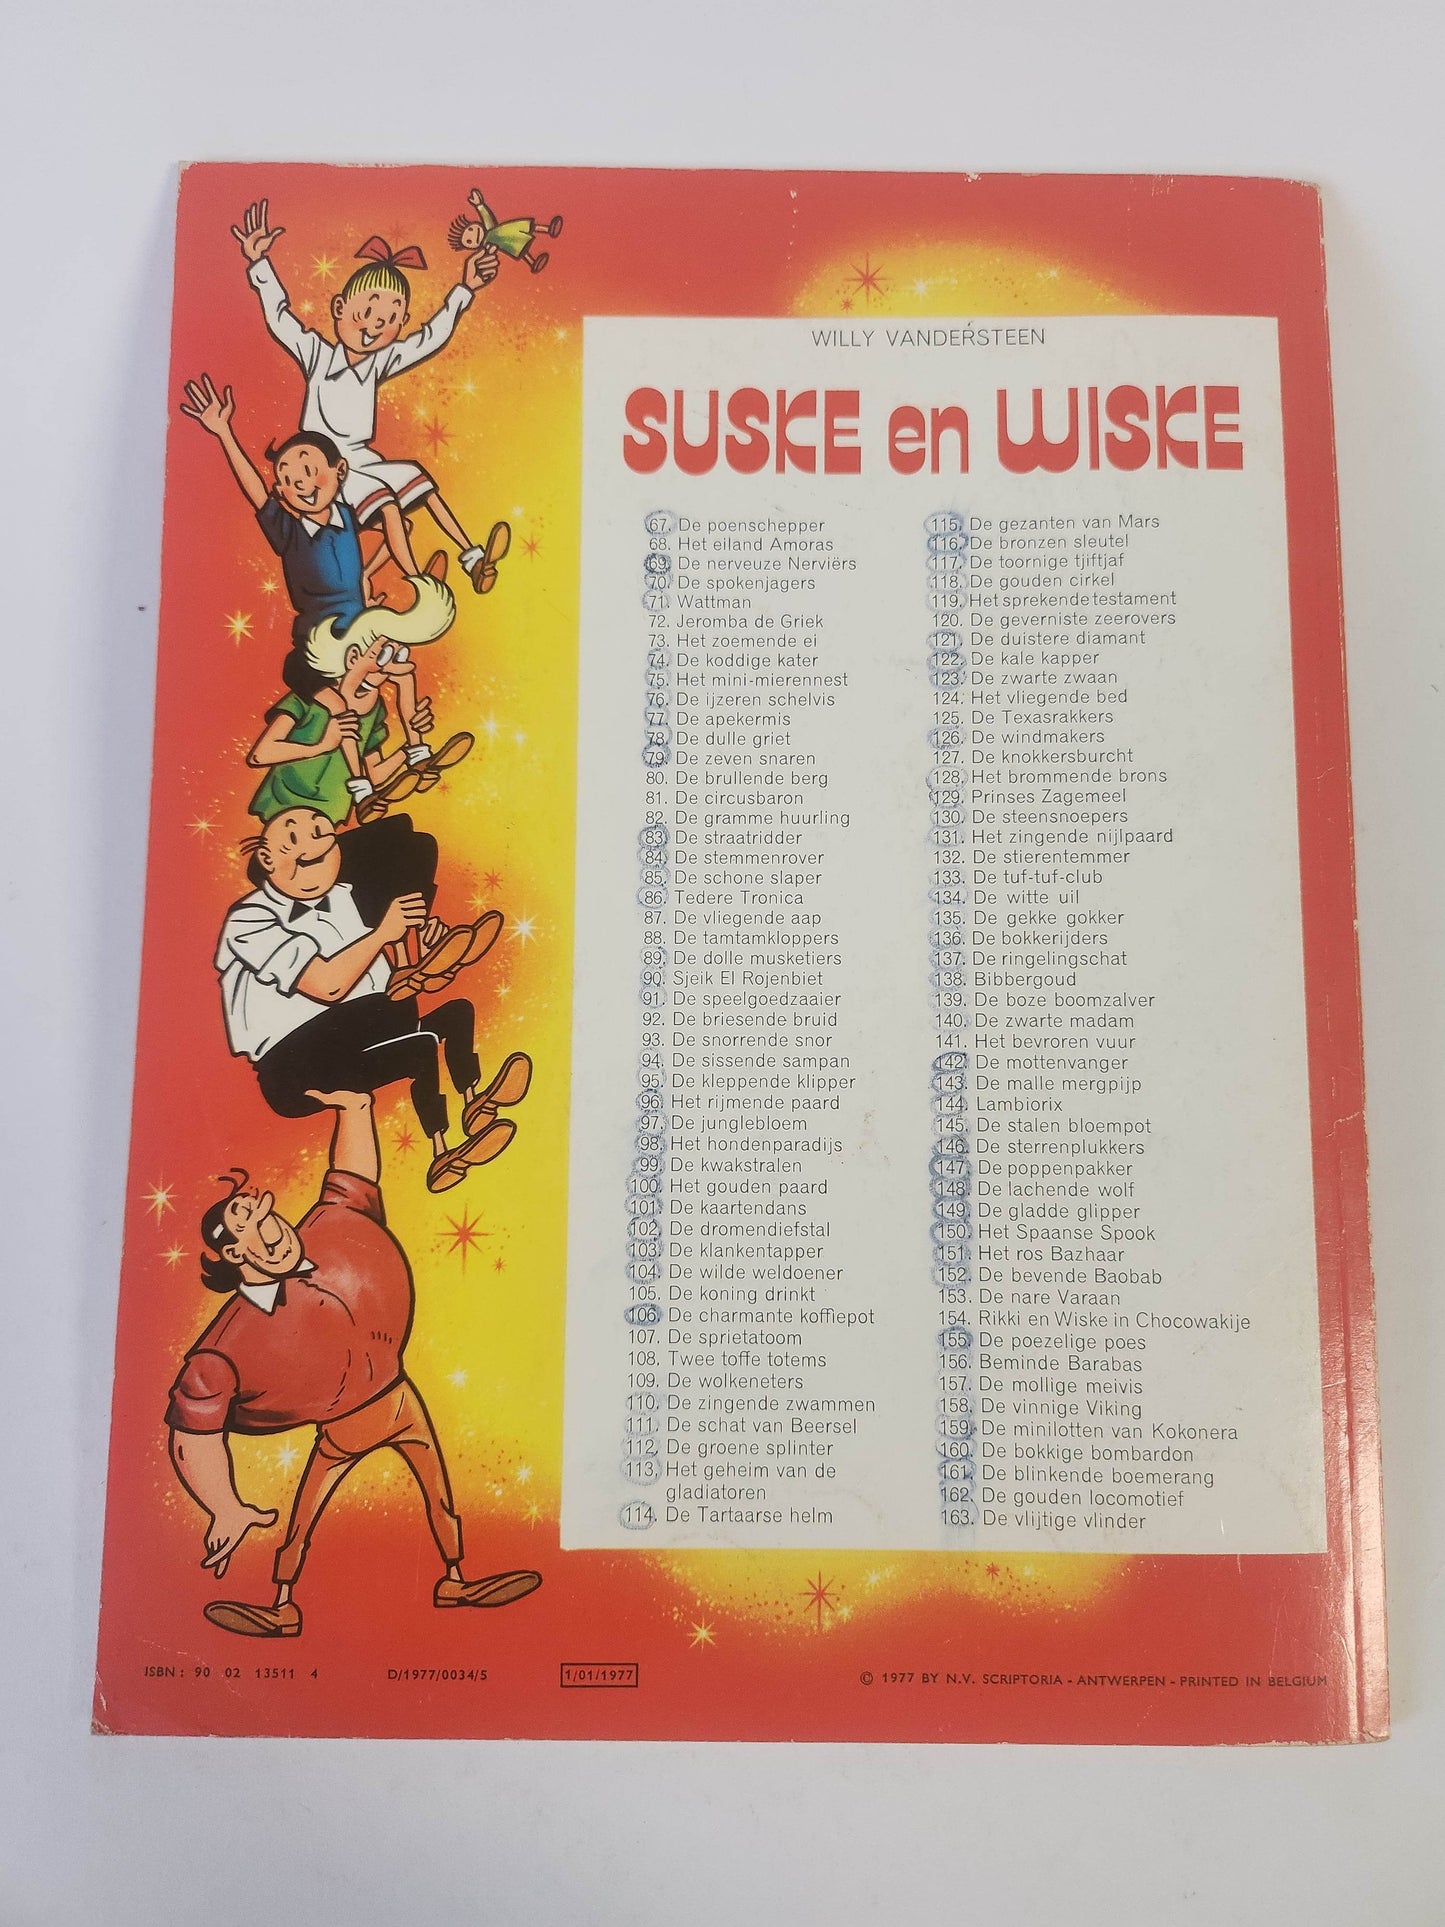 WILLY VANDERSTEEN
SUSKE en WISKE
67. De poenschepper
68. Het eiland Amoras
69. De nerveuze Nerviërs
70. De spokenjagers
71. Wattman
72. Jeromba de Griek
73. Het zoemende ei
74. De koddige kater
75. Het mini-mierennest
76. De ijzeren schelvis
77. De apekermis
78. De dulle griet
79. De zeven snaren
80. De brullende berg
81. De circusbaron
82. De gramme huurling
83. De straatridder
84. De stemmenrover
85. De schone slaper
86. Tedere Tronica
87. De vliegende aap
88. De tamtamkloppers
89. De dolle musketiers
90. Sjeik El Rojenbiet
91. De speelgoedzaaier
92. De briesende bruid
93. De snorrende snor
94. De sissende sampan
95. De kleppende klipper
96. Het rijmende paard
97. De junglebloem
98. Het hondenparadijs
99. De kwakstralen
100. Het gouden paard
101. De kaartendans
102. De dromendiefstal
103. De klankentapper
104. De wilde weldoener
105. De koning drinkt
106. De charmante koffiepot
107. De sprietatoom
108. Twee toffe totems
109. De wolkeneters
110. De zingende zwammen
111. De schat van Beersel
112. De groene splinter
113. Het geheim van de
gladiatoren
114. De Tartaarse helm
115. De gezanten van Mars
116. De bronzen sleutel
117. De toornige tjiftjaf
118. De gouden cirkel
119. Het sprekende testament
120. De geverniste zeerovers
121. De duistere diamant
122. De kale kapper
123. De zwarte zwaan
124. Het vliegende bed
125. De Texasrakkers
126. De windmakers
127. De knokkersburcht
128. Het brommende brons
129. Prinses Zagemeel
130. De steensnoepers
131. Het zingende nijlpaard
132. De stierentemmer
133. De tuf-tuf-club
134. De witte uil
135. De gekke gokker
136. De bokkerijders
137. De ringelingschat
138. Bibbergoud
139. De boze boomzalver
140. De zwarte madam
141. Het bevroren vuur
142. De mottenvanger
143. De malle mergpijp
144. Lambiorix
145. De stalen bloempot
146. De sterrenplukkers
147. De poppenpakker
148. De lachende wolf
149. De gladde glipper
150. Het Spaanse Spook
151. Het ros Bazhaar
152. De bevende Baobab
153. De nare Varaan
154. Rikki en Wiske in Chocowakije
155. De poezelige poes
156. Beminde Barabas
157. De mollige meivis
158. De vinnige Viking
159. De minilotten van Kokonera
160. De bokkige bombardon
161. De blinkende boemerang
162. De gouden locomotief
163. De vlijtige vlinder
ISBN : 90 02 13511 4 D/1977/0034/5 1/01/1977 © 1977 BY N.V. SCRIPTORIA - ANTWERPEN - PRINTED IN BELGIUM